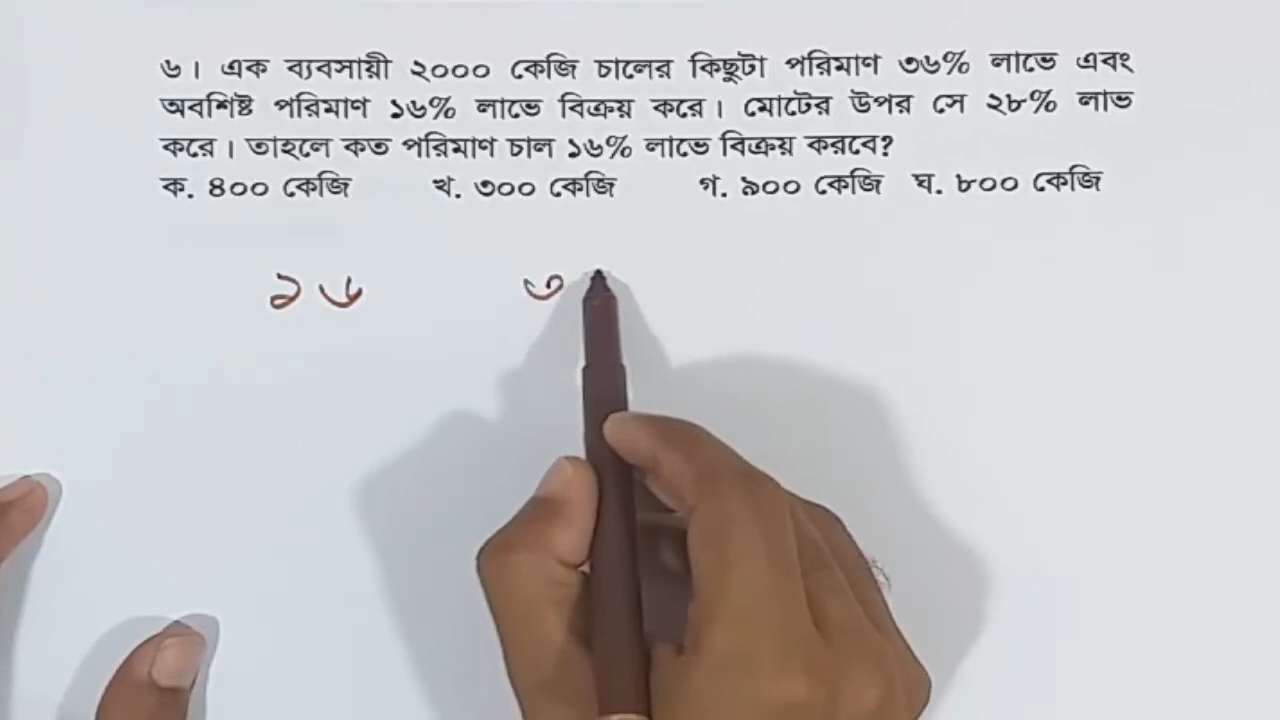 ৬। এক ব্যবসায়ী ২০০০ কেজি চালের কিছুটা পরিমাণ ৩৬% লাভে এবং
অবশিষ্ট পরিমাণ ১৬% লাভে বিক্রয় করে। মোটের উপর সে ২৮% লাভ
করে। তাহলে কত পরিমাণ চাল ১৬% লাভে বিক্রয় করবে?
ক. ৪০০ কেজি খ. ৩০০ কেজি গ. ৯০০ কেজি ঘ. ৮০০ কেজি
১৬ ৩